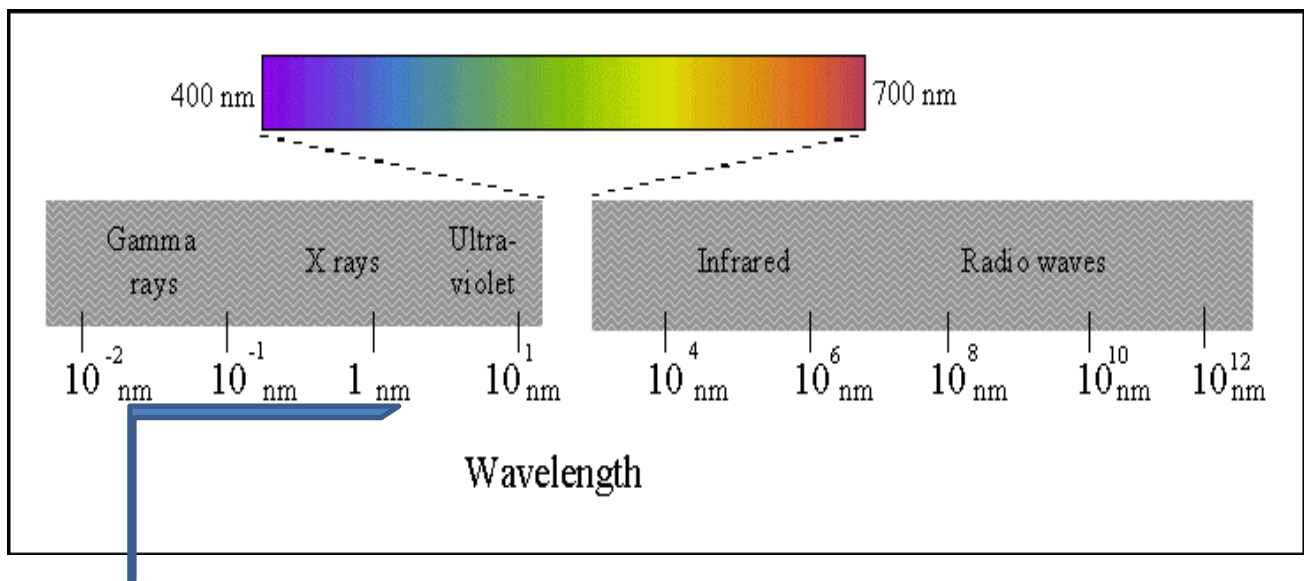 400 nm
700 nm
Gamma
rays
X rays
Ultra-
violet
Infrared
Radio waves
10⁻² nm
10⁻¹ nm
1 nm
10¹ nm
10⁴ nm
10⁶ nm
10⁸ nm
10¹⁰ nm
10¹² nm
Wavelength